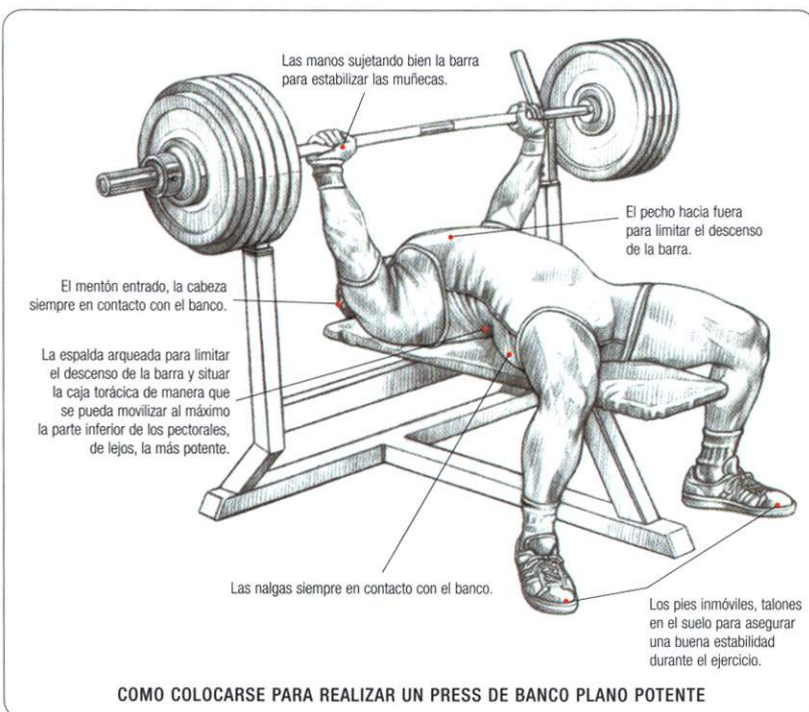 Las manos sujetando bien la barra
para estabilizar las muñecas.
El pecho hacia fuera
para limitar el descenso
de la barra.
El mentón entrado, la cabeza
siempre en contacto con el banco.
La espalda arqueada para limitar
el descenso de la barra y situar
la caja torácica de manera que
se pueda movilizar al máximo
la parte inferior de los pectorales,
de lejos, la más potente.
Las nalgas siempre en contacto con el banco.
Los pies inmóviles, talones
en el suelo para asegurar
una buena estabilidad
durante el ejercicio.
COMO COLOCARSE PARA REALIZAR UN PRESS DE BANCO PLANO POTENTE